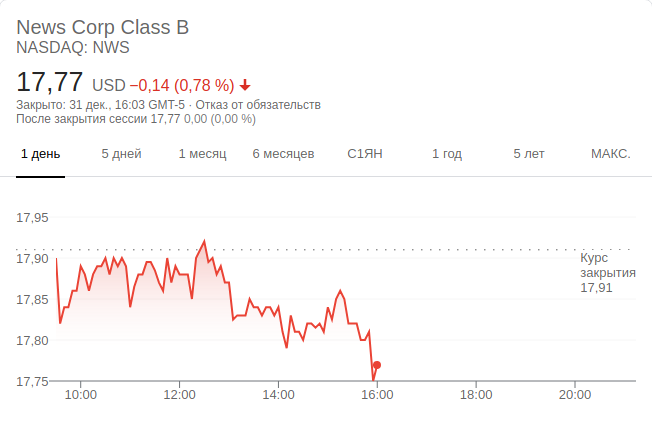 News Corp Class B
NASDAQ: NWS
17,77 USD −0,14 (0,78 %)
Закрыто: 31 дек., 16:03 GMT-5 · Отказ от обязательств
После закрытия сессии 17,77 0,00 (0,00 %)
1 день 5 дней 1 месяц 6 месяцев С1ЯН 1 год 5 лет МАКС.
17,95
17,90
17,85
17,80
17,75
Курс
закрытия
17,91
10:00 12:00 14:00 16:00 18:00 20:00